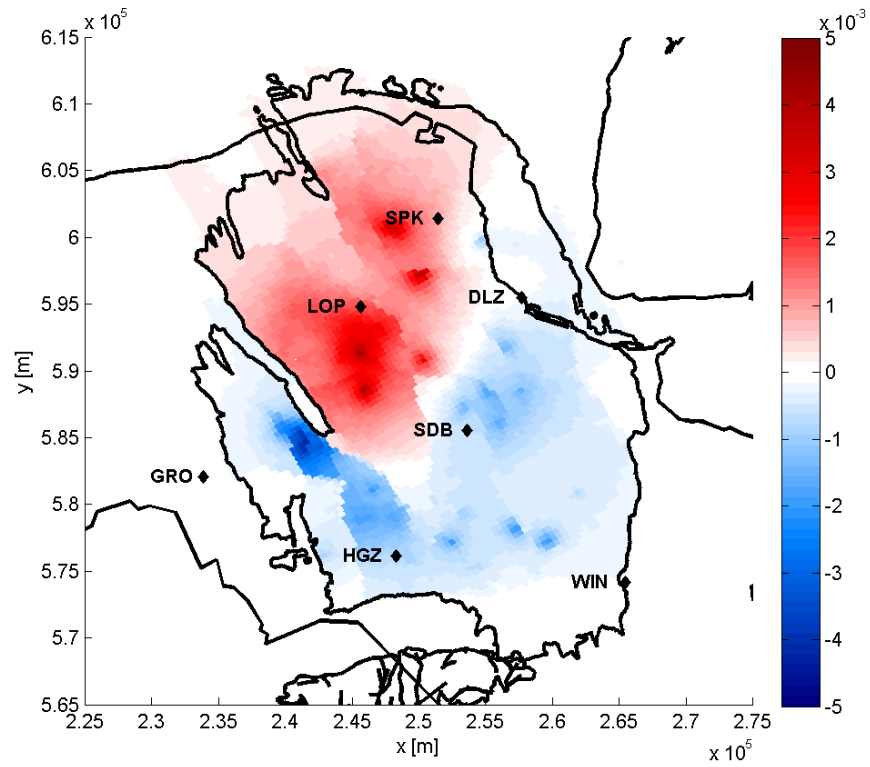 x 10^5
x 10^-3
6.15
6.1
6.05
6
5.95
5.9
5.85
5.8
5.75
5.7
5.65
y [m]
SPK
LOP
DLZ
SDB
GRO
HGZ
WIN
5
4
3
2
1
0
-1
-2
-3
-4
-5
2.25 2.3 2.35 2.4 2.45 2.5 2.55 2.6 2.65 2.7 2.75
x [m]
x 10^5